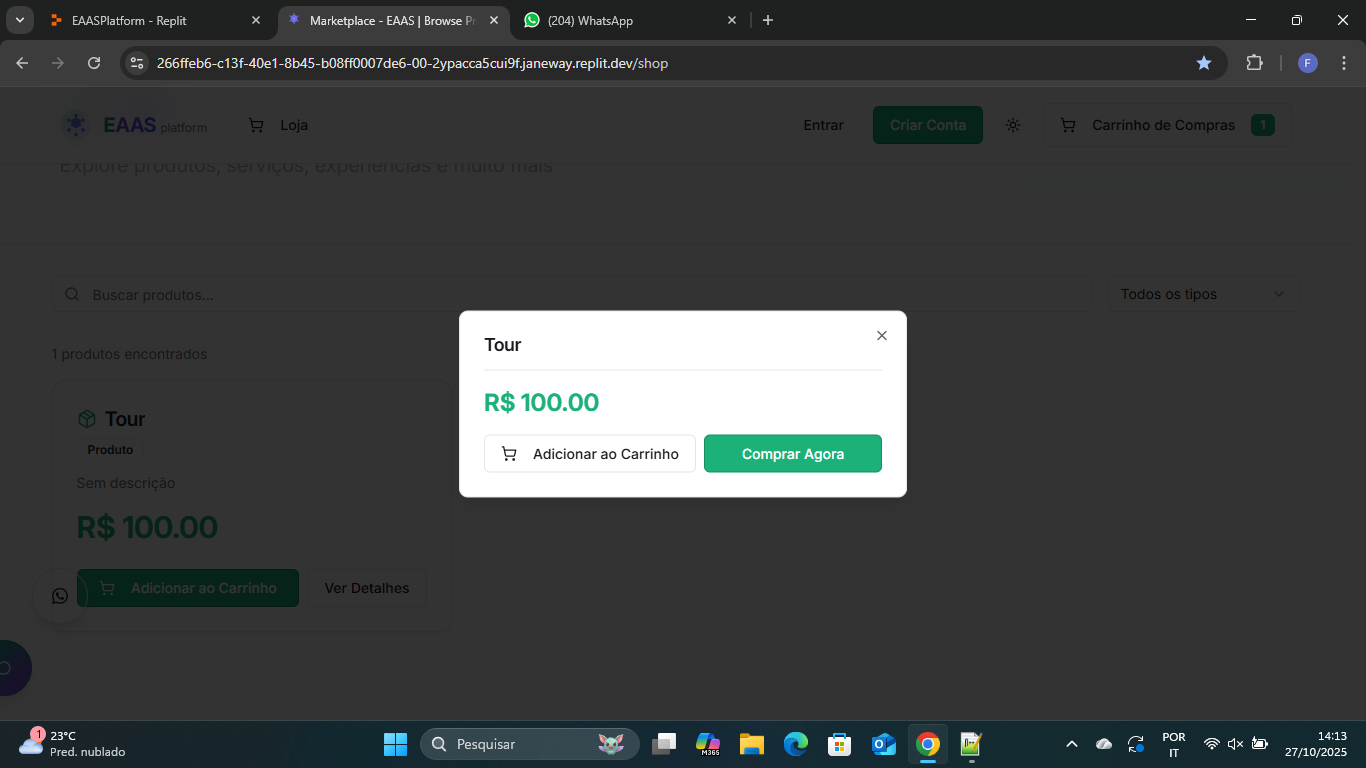 EAASPlatform - Replit
Marketplace - EAAS | Browse Pr
(204) WhatsApp
266ffeb6-c13f-40e1-8b45-b08ff0007de6-00-2ypacca5cui9f.janeway.replit.dev/shop
F
EAAS platform
Loja
Entrar
Criar Conta
Carrinho de Compras
1
Explore produtos, serviços, experiências e muito mais
Buscar produtos...
Todos os tipos
1 produtos encontrados
Tour
Produto
Sem descrição
R$ 100.00
Adicionar ao Carrinho
Ver Detalhes
Tour
R$ 100.00
Adicionar ao Carrinho
Comprar Agora
1
23°C
Pred. nublado
Pesquisar
M365
POR
IT
14:13
27/10/2025